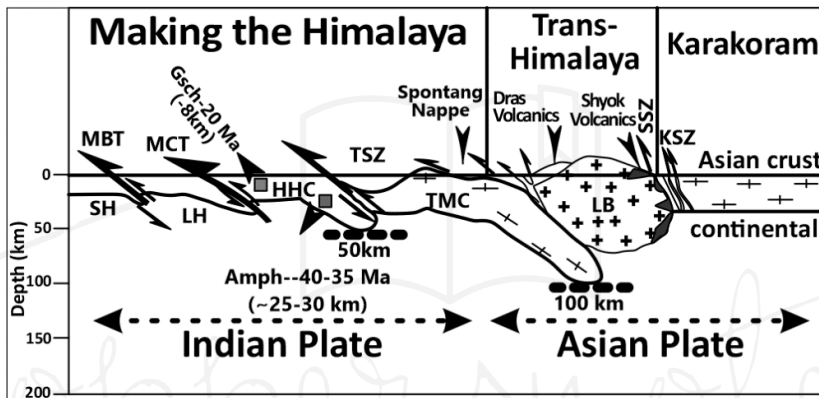 Making the Himalaya
Trans-
Himalaya
Karakoram
Gsch-20 Ma
(-8km)
Spontang
Nappe
Dras
Volcanics
Shyok
Volcanics
SSZ
KSZ
MBT
MCT
TSZ
Asian crust
0
HHC
SH
LH
TMC
LB
continental
50
50km
Amph--40-35 Ma
(~25-30 km)
100
100 km
Depth (km)
Indian Plate
Asian Plate
150
200